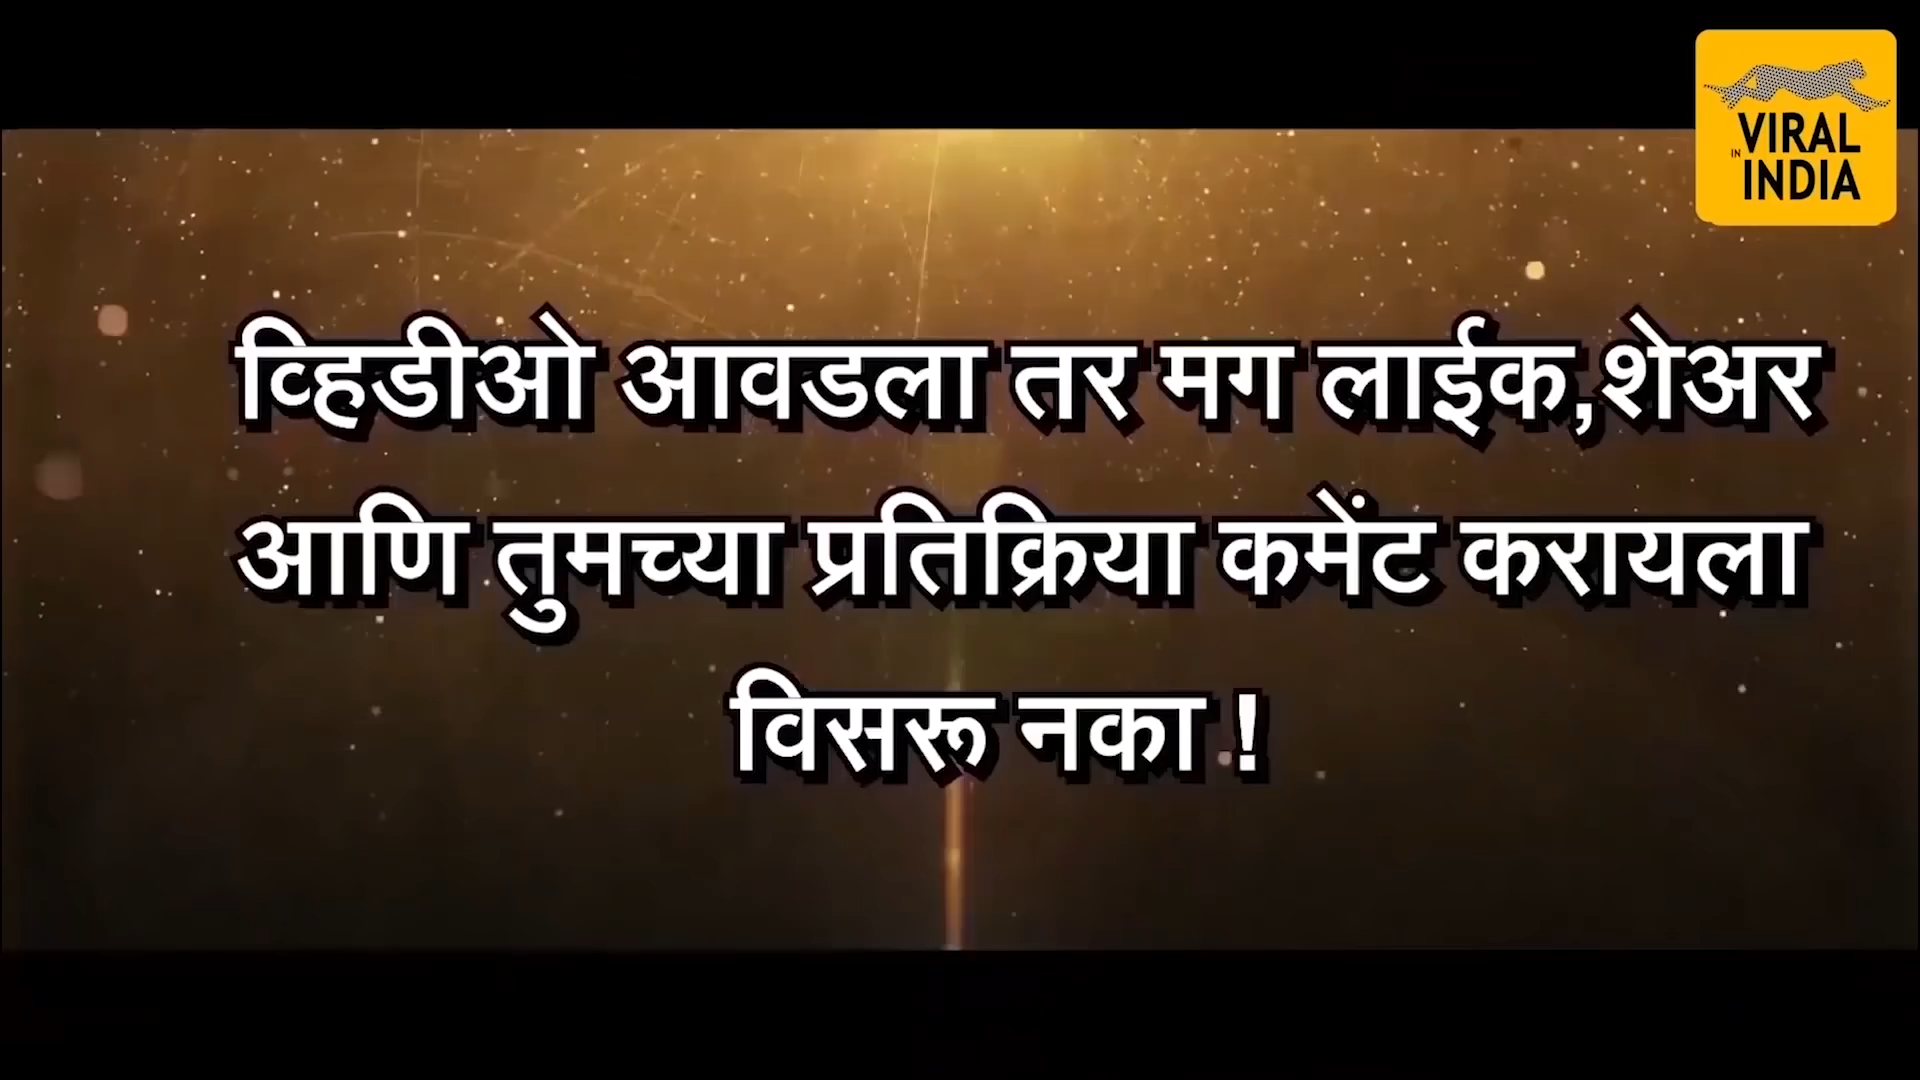 VIRAL
IN
INDIA
व्हिडीओ आवडला तर मग लाईक,शेअर
आणि तुमच्या प्रतिक्रिया कमेंट करायला
विसरू नका !